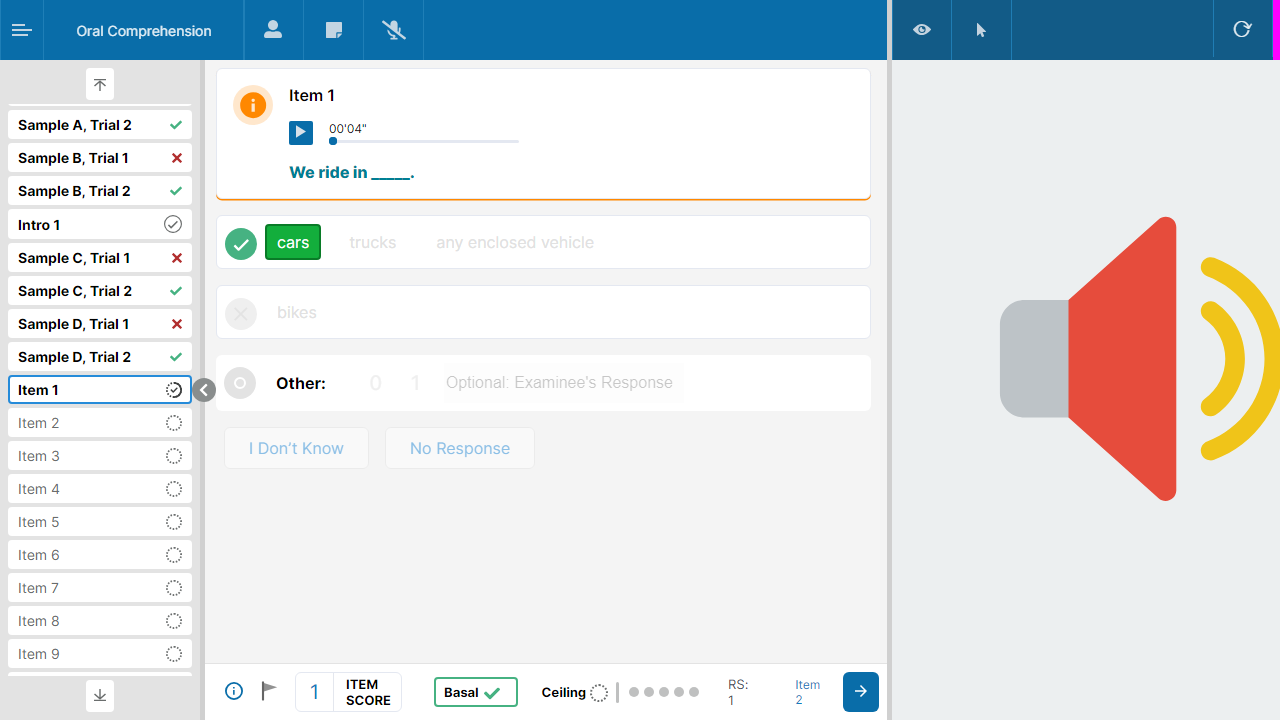 Oral Comprehension
Sample A, Trial 2
Sample B, Trial 1
Sample B, Trial 2
Intro 1
Sample C, Trial 1
Sample C, Trial 2
Sample D, Trial 1
Sample D, Trial 2
Item 1
Item 2
Item 3
Item 4
Item 5
Item 6
Item 7
Item 8
Item 9
Item 1
00'04"
We ride in _____.
cars trucks any enclosed vehicle
bikes
Other: 0 1 Optional: Examinee's Response
I Don't Know No Response
1 ITEM SCORE
Basal
Ceiling
RS: 1
Item 2